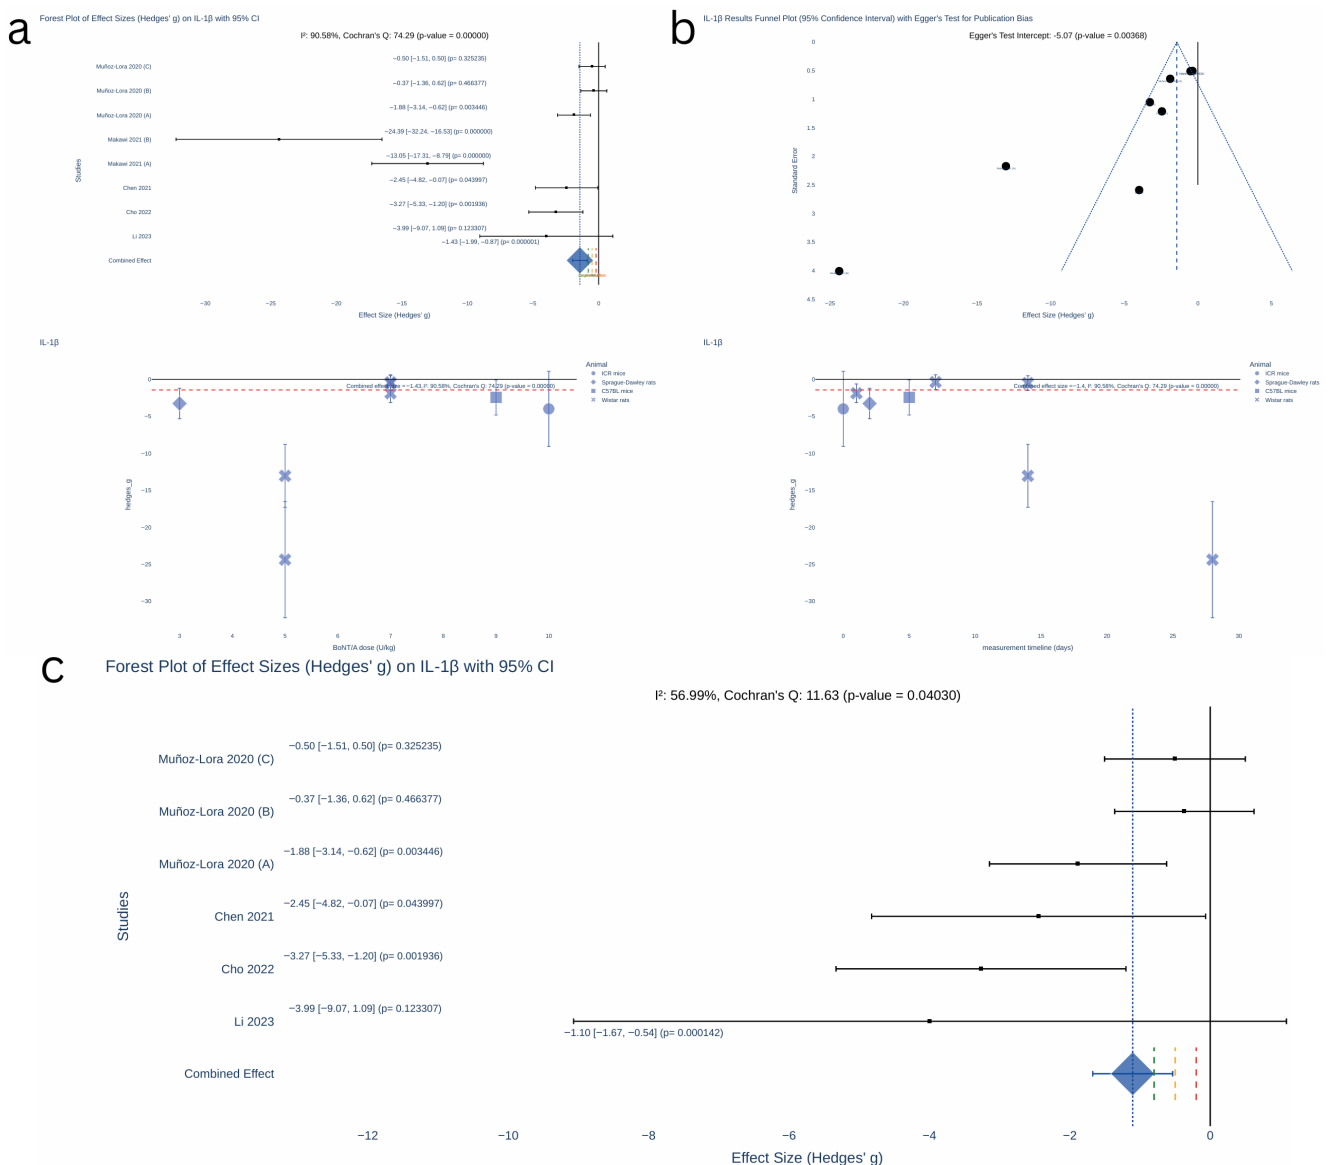 a
Forest Plot of Effect Sizes (Hedges' g) on IL-1β with 95% CI
I²: 90.58%, Cochran's Q: 74.29 (p-value = 0.00000)
Studies
Muñoz-Lora 2020 (C)
−0.50 [−1.51, 0.50] (p= 0.325235)
Muñoz-Lora 2020 (B)
−0.37 [−1.36, 0.62] (p= 0.466377)
Muñoz-Lora 2020 (A)
−1.88 [−3.14, −0.62] (p= 0.003446)
Makawi 2021 (B)
−24.39 [−32.24, −16.53] (p= 0.000000)
Makawi 2021 (A)
−13.05 [−17.31, −8.79] (p= 0.000000)
Chen 2021
−2.45 [−4.82, −0.07] (p= 0.043997)
Cho 2022
−3.27 [−5.33, −1.20] (p= 0.001936)
Li 2023
−3.99 [−9.07, 1.09] (p= 0.123307)
−1.43 [−1.99, −0.87] (p= 0.000001)
Combined Effect
−30 −25 −20 −15 −10 −5 0
Effect Size (Hedges' g)
b
IL-1β Results Funnel Plot (95% Confidence Interval) with Egger's Test for Publication Bias
Egger's Test Intercept: -5.07 (p-value = 0.00368)
Standard Error
0
0.5
1
1.5
2
2.5
3
3.5
4
4.5
−25 −20 −15 −10 −5 0 5
Effect Size (Hedges' g)
IL-1β
Combined effect size =−1.43, I²: 90.58%, Cochran's Q: 74.29 (p-value = 0.00000)
hedges_g
0
−5
−10
−15
−20
−25
−30
3 4 5 6 7 8 9 10
BoNT/A dose (U/kg)
Animal
ICR mice
Sprague-Dawley rats
C57BL mice
Wistar rats
IL-1β
Combined effect size =−1.4, I²: 90.58%, Cochran's Q: 74.29 (p-value = 0.00000)
hedges_g
0
−5
−10
−15
−20
−25
−30
0 5 10 15 20 25 30
measurement timeline (days)
Animal
ICR mice
Sprague-Dawley rats
C57BL mice
Wistar rats
c
Forest Plot of Effect Sizes (Hedges' g) on IL-1β with 95% CI
I²: 56.99%, Cochran's Q: 11.63 (p-value = 0.04030)
Studies
Muñoz-Lora 2020 (C)
−0.50 [−1.51, 0.50] (p= 0.325235)
Muñoz-Lora 2020 (B)
−0.37 [−1.36, 0.62] (p= 0.466377)
Muñoz-Lora 2020 (A)
−1.88 [−3.14, −0.62] (p= 0.003446)
Chen 2021
−2.45 [−4.82, −0.07] (p= 0.043997)
Cho 2022
−3.27 [−5.33, −1.20] (p= 0.001936)
Li 2023
−3.99 [−9.07, 1.09] (p= 0.123307)
−1.10 [−1.67, −0.54] (p= 0.000142)
Combined Effect
−12 −10 −8 −6 −4 −2 0
Effect Size (Hedges' g)